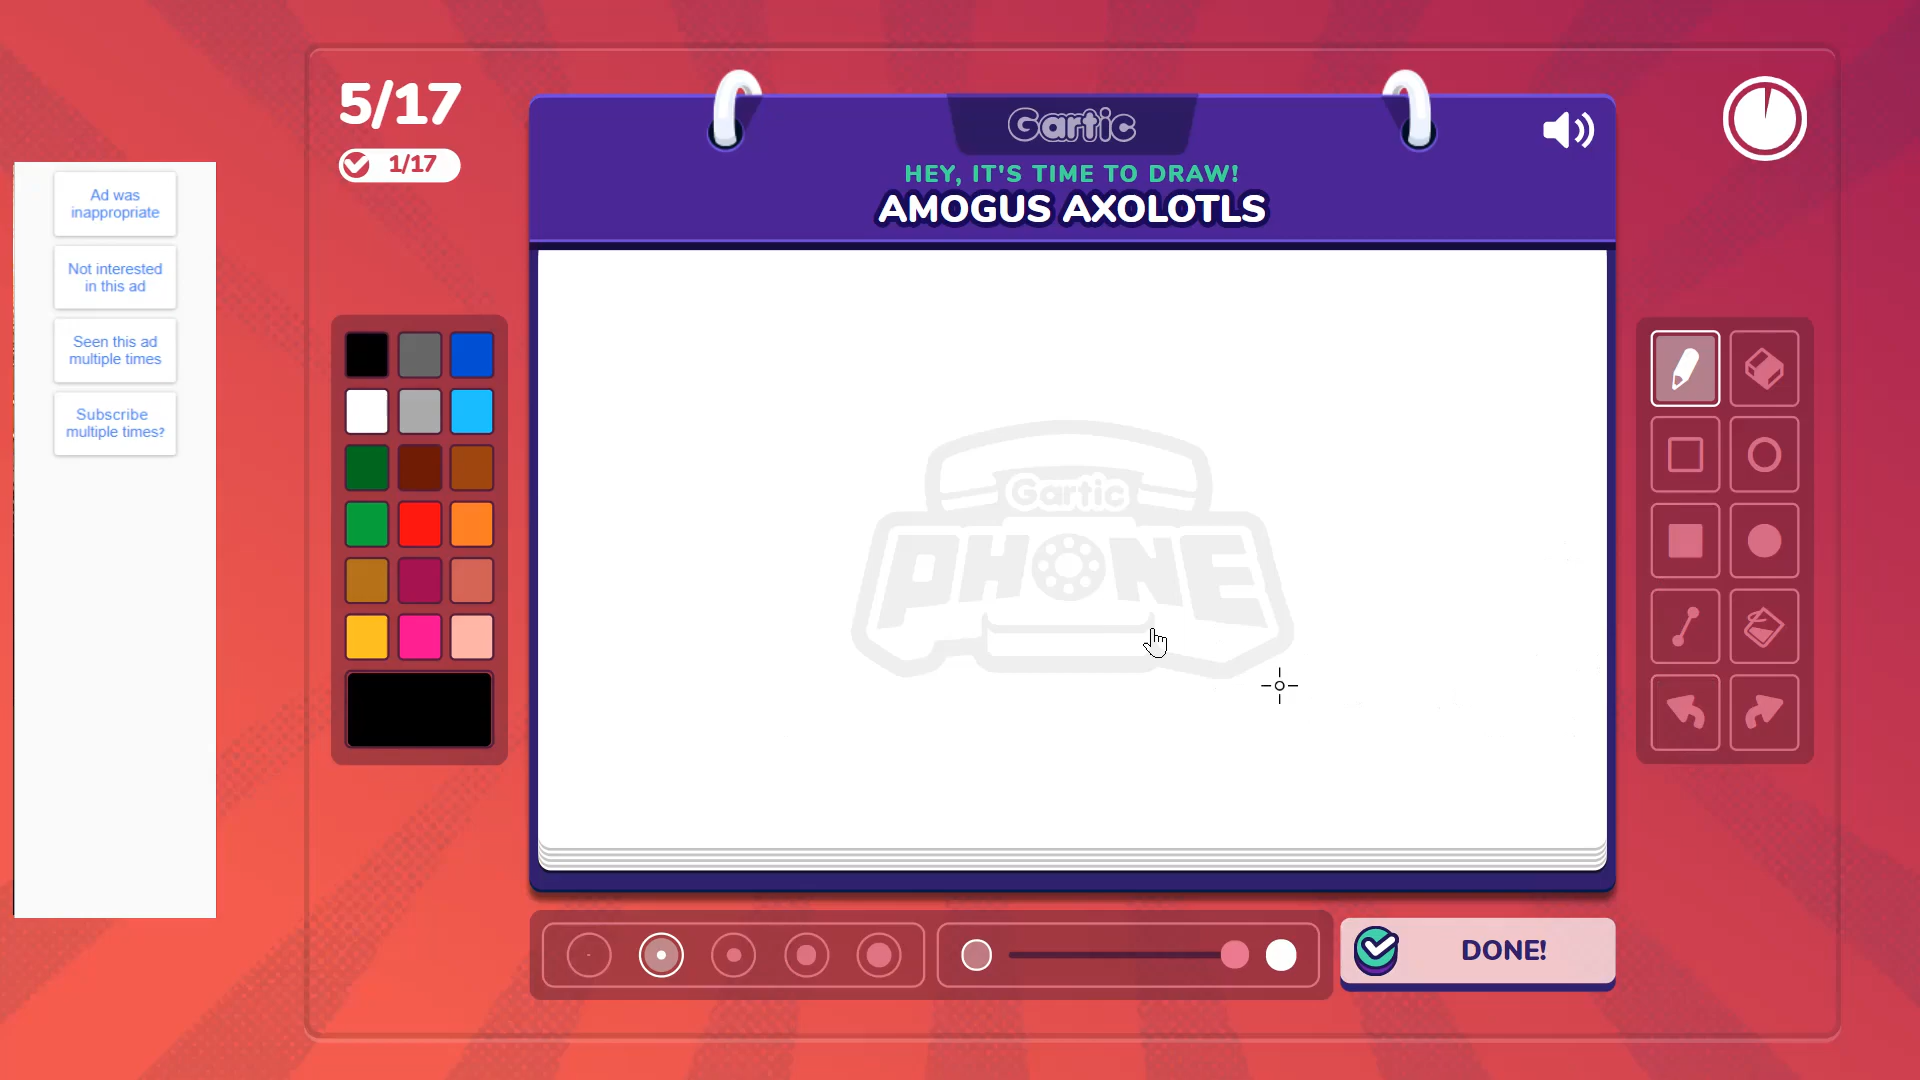 5/17
1/17
Gartic
HEY, IT'S TIME TO DRAW!
AMOGUS AXOLOTLS
Ad was
inappropriate
Not interested
in this ad
Seen this ad
multiple times
Subscribe
multiple times?
Gartic
PHONE
DONE!